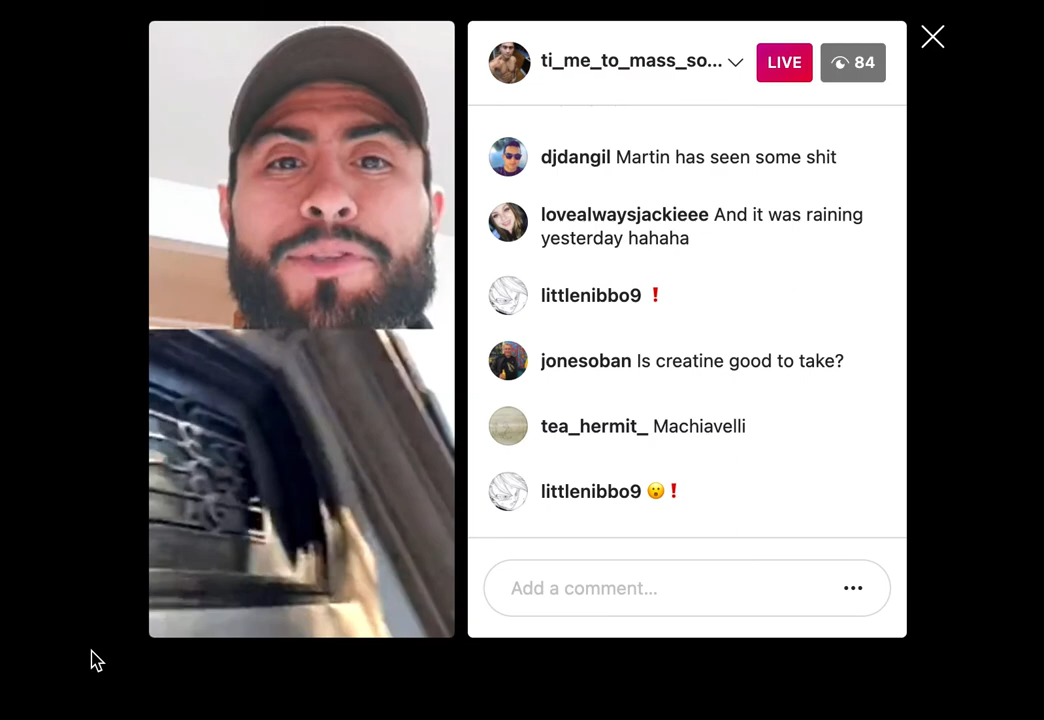 ti_me_to_mass_so...
LIVE
84
djdangil Martin has seen some shit
lovealwaysjackieee And it was raining
yesterday hahaha
littlenibbo9 ❗
jonesoban Is creatine good to take?
tea_hermit_ Machiavelli
littlenibbo9 😮❗
Add a comment...